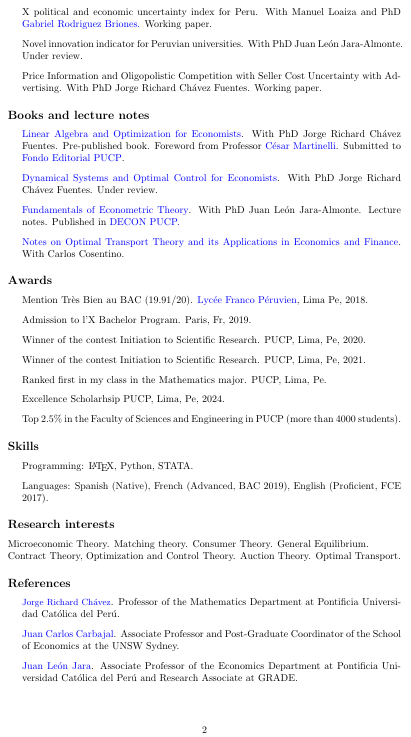 X political and economic uncertainty index for Peru. With Manuel Loaiza and PhD
Gabriel Rodriguez Briones. Working paper.
Novel innovation indicator for Peruvian universities. With PhD Juan León Jara-Almonte.
Under review.
Price Information and Oligopolistic Competition with Seller Cost Uncertainty with Ad-
vertising. With PhD Jorge Richard Chávez Fuentes. Working paper.
Books and lecture notes
Linear Algebra and Optimization for Economists. With PhD Jorge Richard Chávez
Fuentes. Pre-published book. Foreword from Professor César Martinelli. Submitted to
Fondo Editorial PUCP.
Dynamical Systems and Optimal Control for Economists. With PhD Jorge Richard
Chávez Fuentes. Under review.
Fundamentals of Econometric Theory. With PhD Juan León Jara-Almonte. Lecture
notes. Published in DECON PUCP.
Notes on Optimal Transport Theory and its Applications in Economics and Finance.
With Carlos Cosentino.
Awards
Mention Très Bien au BAC (19.91/20). Lycée Franco Péruvien, Lima Pe, 2018.
Admission to l'X Bachelor Program. Paris, Fr, 2019.
Winner of the contest Initiation to Scientific Research. PUCP, Lima, Pe, 2020.
Winner of the contest Initiation to Scientific Research. PUCP, Lima, Pe, 2021.
Ranked first in my class in the Mathematics major. PUCP, Lima, Pe.
Excellence Scholarhsip PUCP, Lima, Pe, 2024.
Top 2.5% in the Faculty of Sciences and Engineering in PUCP (more than 4000 students).
Skills
Programming: LATEX, Python, STATA.
Languages: Spanish (Native), French (Advanced, BAC 2019), English (Proficient, FCE
2017).
Research interests
Microeconomic Theory. Matching theory. Consumer Theory. General Equilibrium.
Contract Theory, Optimization and Control Theory. Auction Theory. Optimal Transport.
References
Jorge Richard Chávez. Professor of the Mathematics Department at Pontificia Universi-
dad Católica del Perú.
Juan Carlos Carbajal. Associate Professor and Post-Graduate Coordinator of the School
of Economics at the UNSW Sydney.
Juan León Jara. Associate Professor of the Economics Department at Pontificia Uni-
versidad Católica del Perú and Research Associate at GRADE.
2